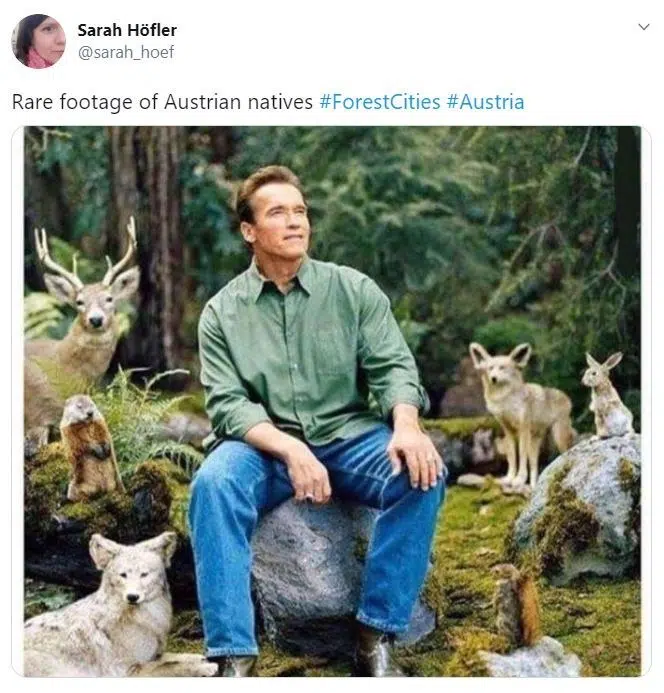 Sarah Höfler
@sarah_hoef
Rare footage of Austrian natives #ForestCities #Austria